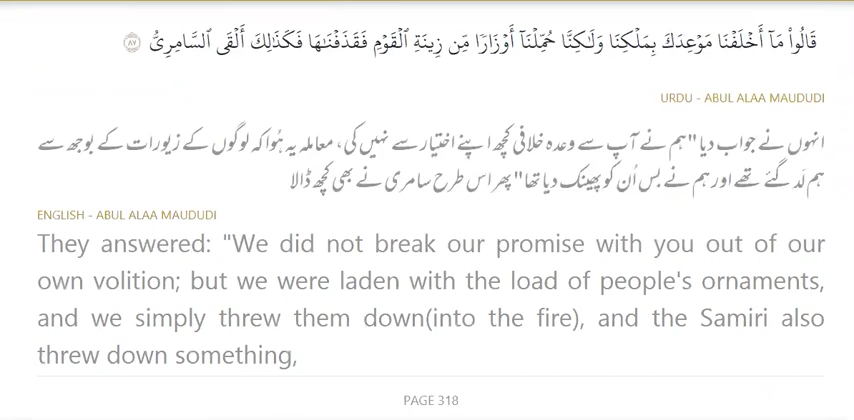 قَالُوا۟ مَآ أَخْلَفْنَا مَوْعِدَكَ بِمَلْكِنَا وَلَـٰكِنَّا حُمِّلْنَآ أَوْزَارًا مِّن زِينَةِ ٱلْقَوْمِ فَقَذَفْنَـٰهَا فَكَذَٰلِكَ أَلْقَى ٱلسَّامِرِىُّ ٨٧
URDU - ABUL ALAA MAUDUDI
انہوں نے جواب دیا "ہم نے آپ سے وعدہ خلافی کچھ اپنے اختیار سے نہیں کی، معاملہ یہ ہُوا کہ لوگوں کے زیورات کے بوجھ سے
ہم لَد گئے تھے اور ہم نے بس اُن کو پھینک دیا تھا" پھر اس طرح سامری نے بھی کچھ ڈالا
ENGLISH - ABUL ALAA MAUDUDI
They answered: "We did not break our promise with you out of our
own volition; but we were laden with the load of people's ornaments,
and we simply threw them down(into the fire), and the Samiri also
threw down something,
PAGE 318